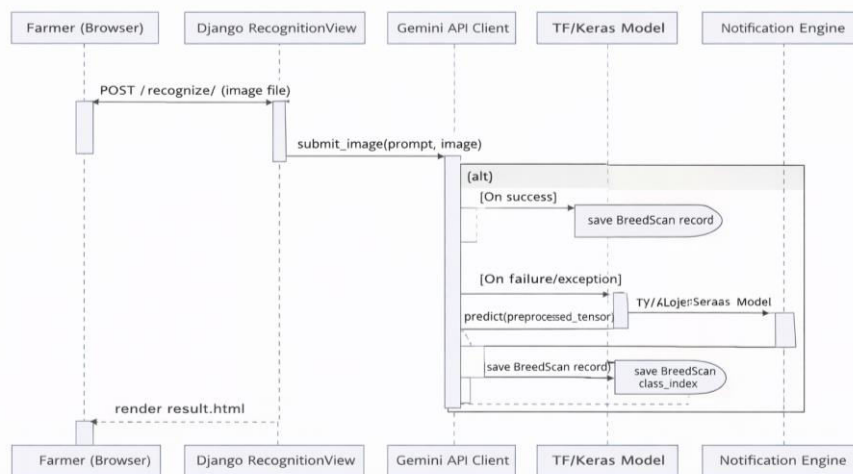 Farmer (Browser)
Django RecognitionView
Gemini API Client
TF/Keras Model
Notification Engine
POST /recognize/ (image file)
submit_image(prompt, image)
(alt)
[On success]
save BreedScan record
[On failure/exception]
Model
predict(preprocessed_tensor)
(save BreedScan record)
save BreedScan
class_index
render result.html
Farmer (Browser)
Django RecognitionView
Gemini API Client
TF/Keras Model
Notification Engine